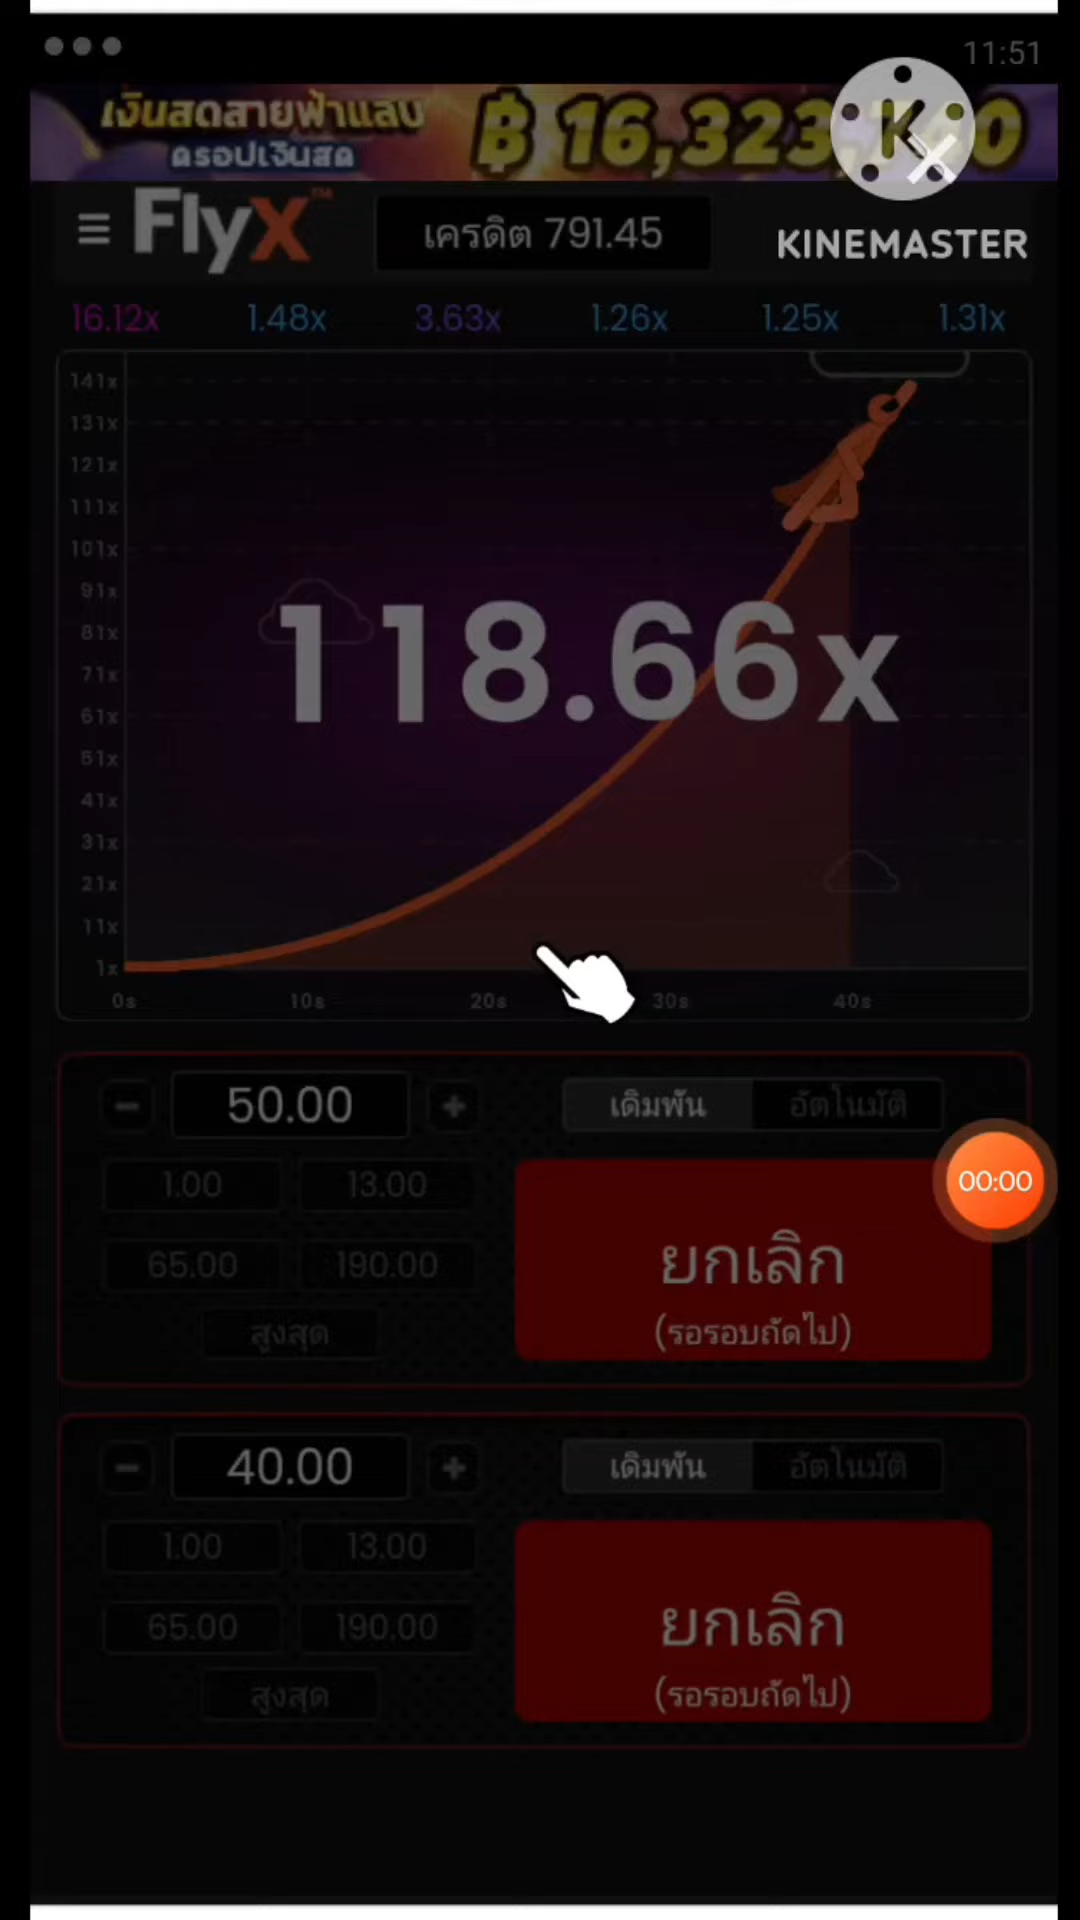 11:51
เงินสดสายฟ้าแลบ
ดรอปเงินสด
฿ 16,323,
FlyX™
เครดิต 791.45
KINEMASTER
16.12x 1.48x 3.63x 1.26x 1.25x 1.31x
141x
131x
121x
111x
101x
91x
81x
71x
61x
51x
41x
31x
21x
11x
1x
118.66x
0s 10s 20s 30s 40s
50.00
เดิมพัน อัตโนมัติ
1.00 13.00
65.00 190.00
สูงสุด
ยกเลิก
(รอรอบถัดไป)
00:00
40.00
เดิมพัน อัตโนมัติ
1.00 13.00
65.00 190.00
สูงสุด
ยกเลิก
(รอรอบถัดไป)